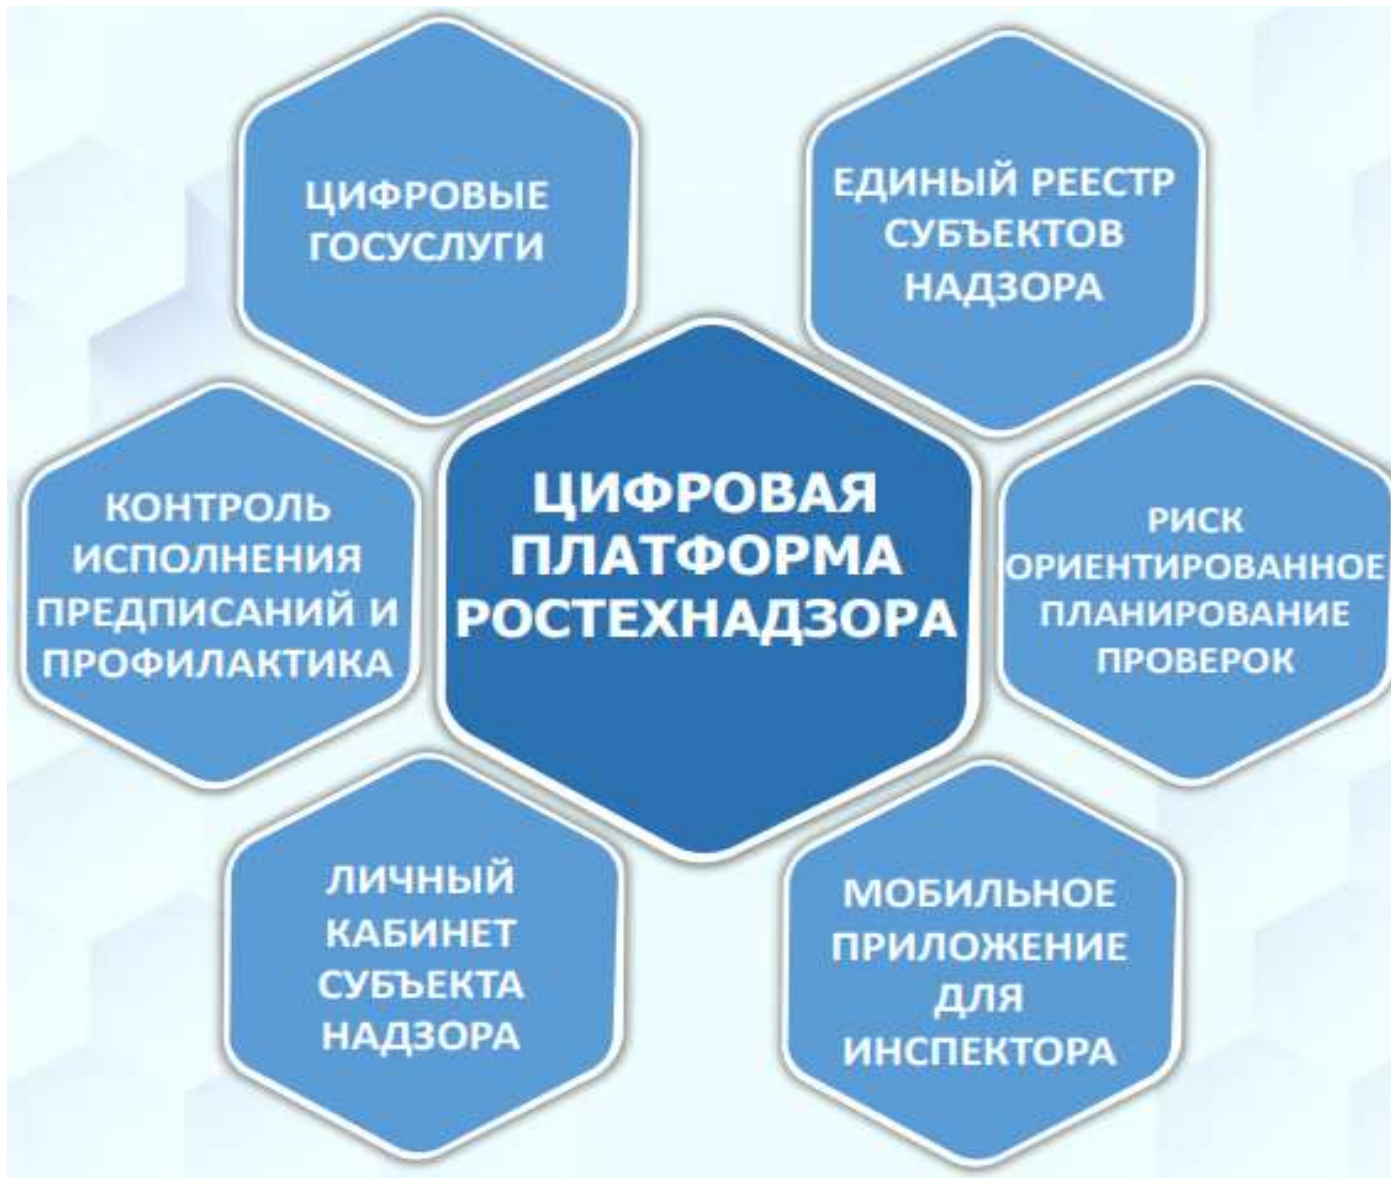 ЦИФРОВЫЕ
ГОСУСЛУГИ
ЕДИНЫЙ РЕЕСТР
СУБЪЕКТОВ
НАДЗОРА
КОНТРОЛЬ
ИСПОЛНЕНИЯ
ПРЕДПИСАНИЙ И
ПРОФИЛАКТИКА
ЦИФРОВАЯ
ПЛАТФОРМА
РОСТЕХНАДЗОРА
РИСК
ОРИЕНТИРОВАННОЕ
ПЛАНИРОВАНИЕ
ПРОВЕРОК
ЛИЧНЫЙ
КАБИНЕТ
СУБЪЕКТА
НАДЗОРА
МОБИЛЬНОЕ
ПРИЛОЖЕНИЕ
ДЛЯ
ИНСПЕКТОРА